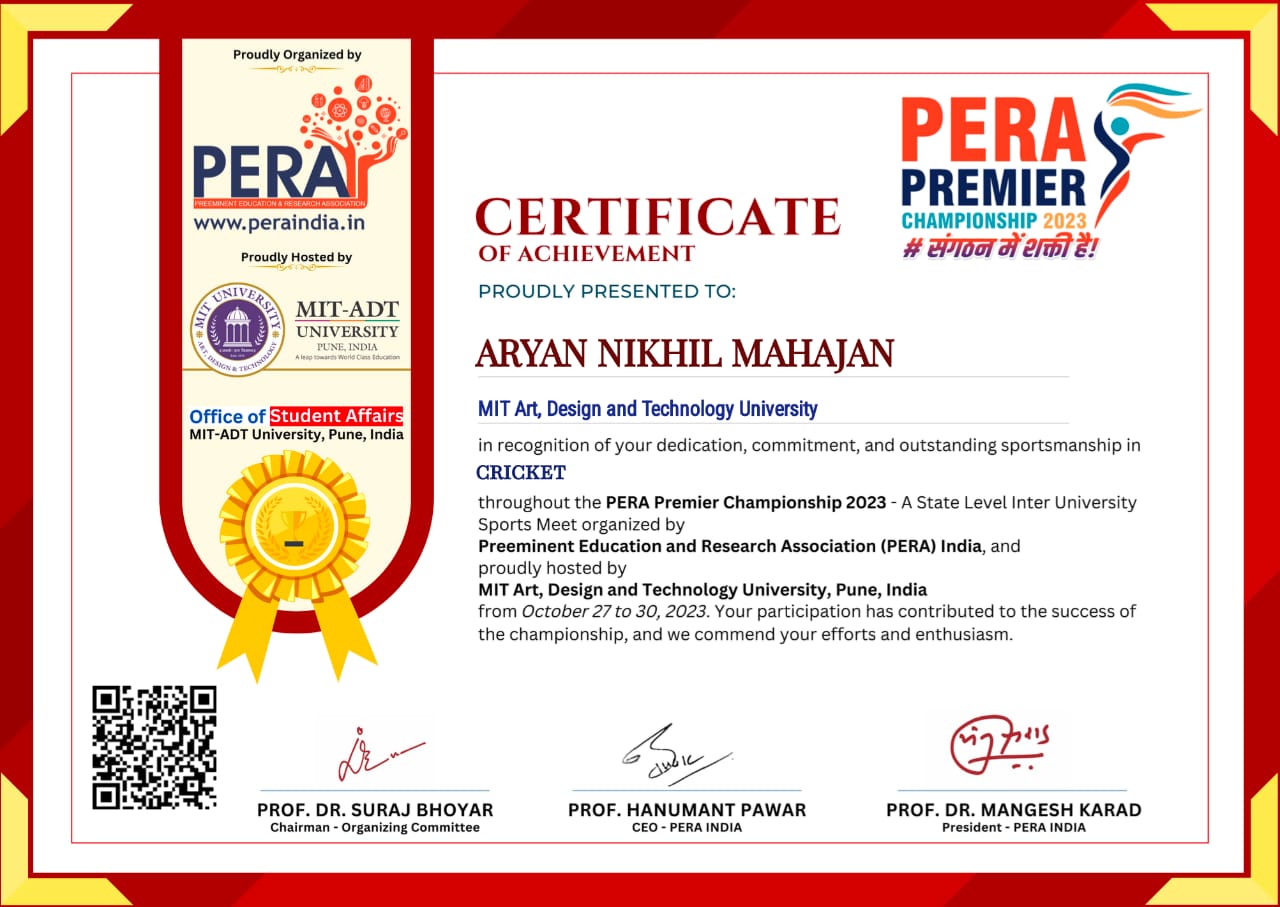 Proudly Organized by
PERA
PREEMINENT EDUCATION & RESEARCH ASSOCIATION
www.peraindia.in
Proudly Hosted by
MIT UNIVERSITY
ART, DESIGN & TECHNOLOGY
MIT-ADT
UNIVERSITY
PUNE, INDIA
A leap towards World Class Education
Office of Student Affairs
MIT-ADT University, Pune, India
PERA
PREMIER
CHAMPIONSHIP 2023
# संगठन में शक्ती है!
CERTIFICATE
OF ACHIEVEMENT
PROUDLY PRESENTED TO:
ARYAN NIKHIL MAHAJAN
MIT Art, Design and Technology University
in recognition of your dedication, commitment, and outstanding sportsmanship in
CRICKET
throughout the PERA Premier Championship 2023 - A State Level Inter University
Sports Meet organized by
Preeminent Education and Research Association (PERA) India, and
proudly hosted by
MIT Art, Design and Technology University, Pune, India
from October 27 to 30, 2023. Your participation has contributed to the success of
the championship, and we commend your efforts and enthusiasm.
PROF. DR. SURAJ BHOYAR
Chairman - Organizing Committee
PROF. HANUMANT PAWAR
CEO - PERA INDIA
PROF. DR. MANGESH KARAD
President - PERA INDIA